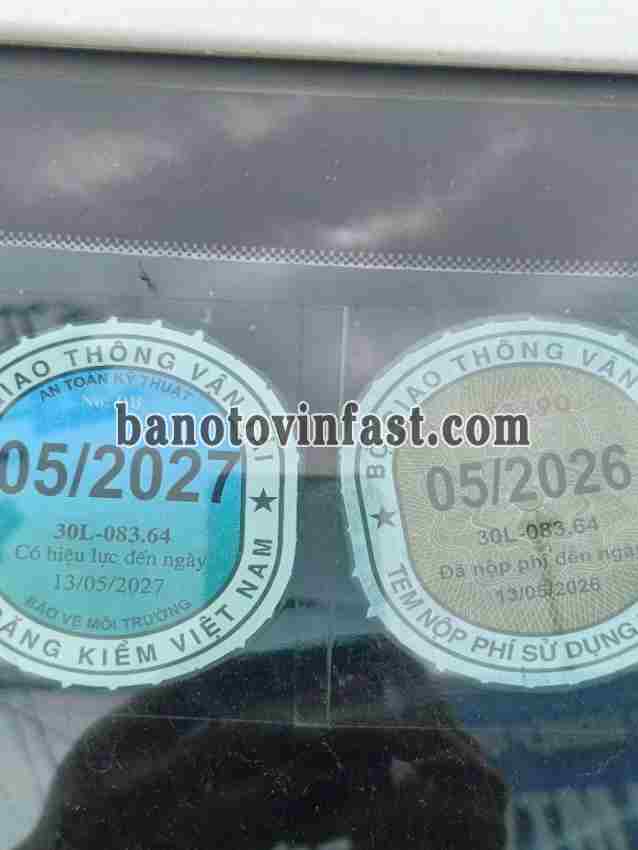 GIAO THÔNG VẬN TẢI
AN TOÀN KỸ THUẬT
05/2027
30L-083.64
Có hiệu lực đến ngày
13/05/2027
BẢO VỆ MÔI TRƯỜNG
ĐĂNG KIỂM VIỆT NAM
banotovinfast.com
BỘ GIAO THÔNG VẬN
05/2026
30L-083.64
Đã nộp phí đến ngày
13/05/2026
TEM NỘP PHÍ SỬ DỤNG